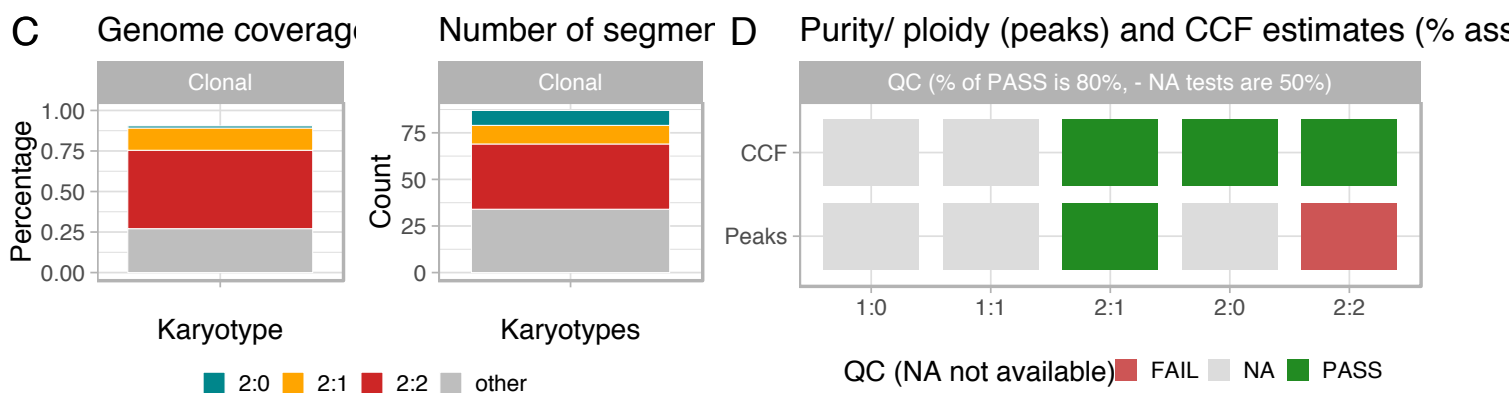 C
Genome coverage
Clonal
1.00
0.75
0.50
0.25
0.00
Percentage
Karyotype
Number of segmer
Clonal
75
50
25
0
Count
Karyotypes
2:0 2:1 2:2 other
D
Purity/ ploidy (peaks) and CCF estimates (% ass
QC (% of PASS is 80%, - NA tests are 50%)
CCF
Peaks
1:0 1:1 2:1 2:0 2:2
QC (NA not available) FAIL NA PASS